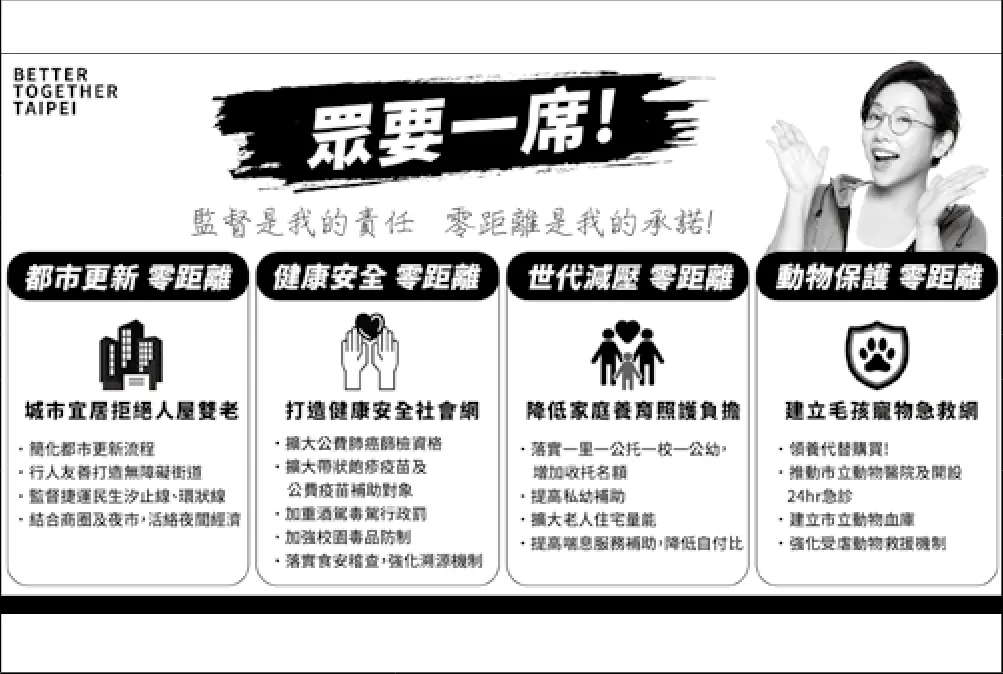 BETTER
TOGETHER
TAIPEI
眾要一席!
監督是我的責任 零距離是我的承諾!
都市更新 零距離
城市宜居拒絕人屋雙老
・簡化都市更新流程
・行人友善打造無障礙街道
・監督捷運民生汐止線、環狀線
・結合商圈及夜市,活絡夜間經濟
健康安全 零距離
打造健康安全社會網
・擴大公費肺癌篩檢資格
・擴大帶狀皰疹疫苗及
公費疫苗補助對象
・加重酒駕毒駕行政罰
・加強校園毒品防制
・落實食安稽查,強化溯源機制
世代減壓 零距離
降低家庭養育照護負擔
・落實一里一公托一校一公幼,
增加收托名額
・提高私幼補助
・擴大老人住宅量能
・提高喘息服務補助,降低自付比
動物保護 零距離
建立毛孩寵物急救網
・領養代替購買!
・推動市立動物醫院及開設
24hr急診
・建立市立動物血庫
・強化受虐動物救援機制